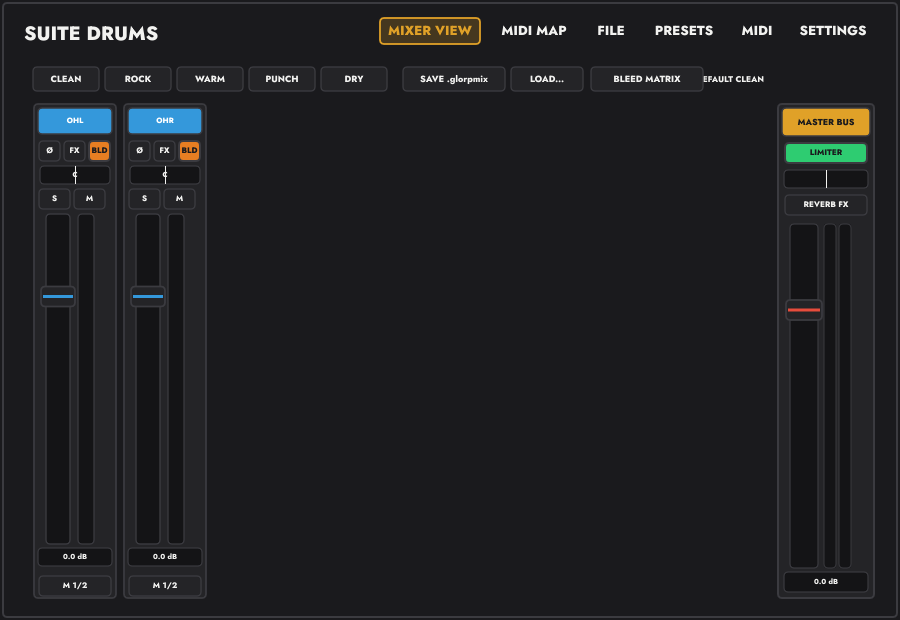 SUITE DRUMS
MIXER VIEW MIDI MAP FILE PRESETS MIDI SETTINGS
CLEAN ROCK WARM PUNCH DRY SAVE .glorpmix LOAD... BLEED MATRIX EFAULT CLEAN
OHL OHR MASTER BUS
Ø FX BLD Ø FX BLD LIMITER
C C
S M S M REVERB FX
0.0 dB 0.0 dB 0.0 dB
M 1/2 M 1/2